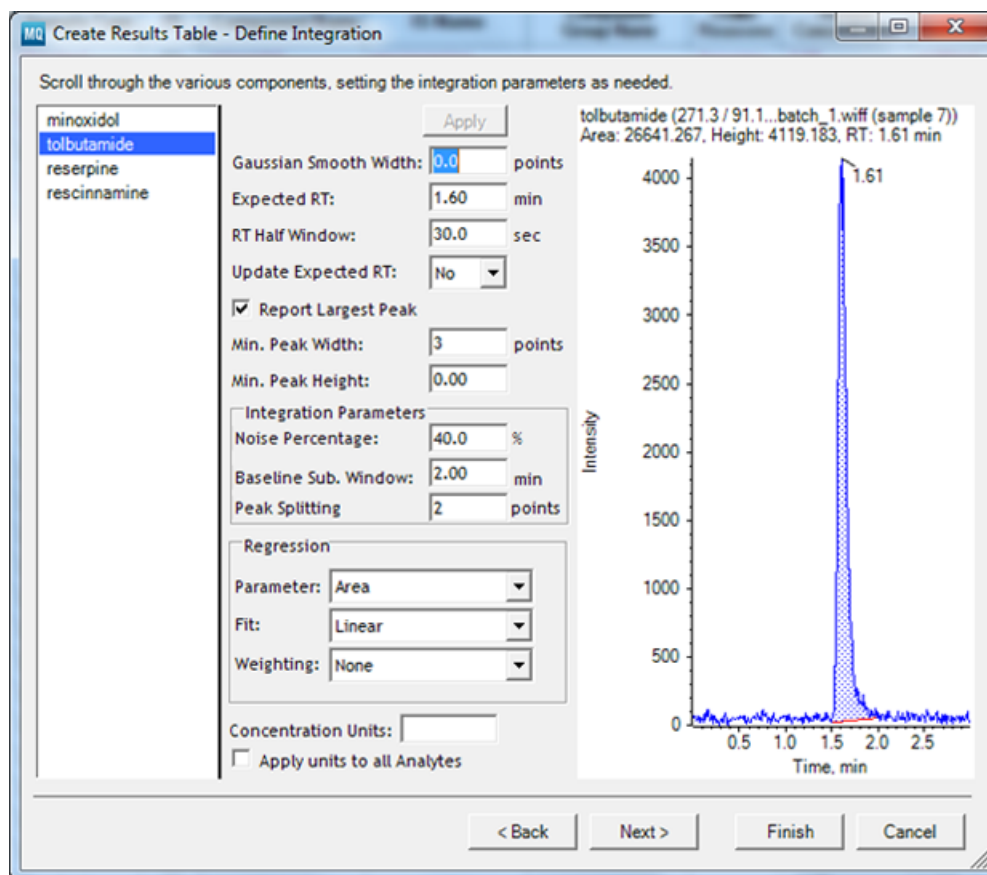 MQ Create Results Table - Define Integration
Scroll through the various components, setting the integration parameters as needed.
minoxidol
tolbutamide
reserpine
rescinnamine
Apply
Gaussian Smooth Width: 0.0 points
Expected RT: 1.60 min
RT Half Window: 30.0 sec
Update Expected RT: No
Report Largest Peak
Min. Peak Width: 3 points
Min. Peak Height: 0.00
Integration Parameters
Noise Percentage: 40.0 %
Baseline Sub. Window: 2.00 min
Peak Splitting 2 points
Regression
Parameter: Area
Fit: Linear
Weighting: None
Concentration Units:
Apply units to all Analytes
tolbutamide (271.3 / 91.1...batch_1.wiff (sample 7))
Area: 26641.267, Height: 4119.183, RT: 1.61 min
1.61
4000
3500
3000
2500
2000
1500
1000
500
0
Intensity
0.5 1.0 1.5 2.0 2.5
Time, min
< Back Next > Finish Cancel